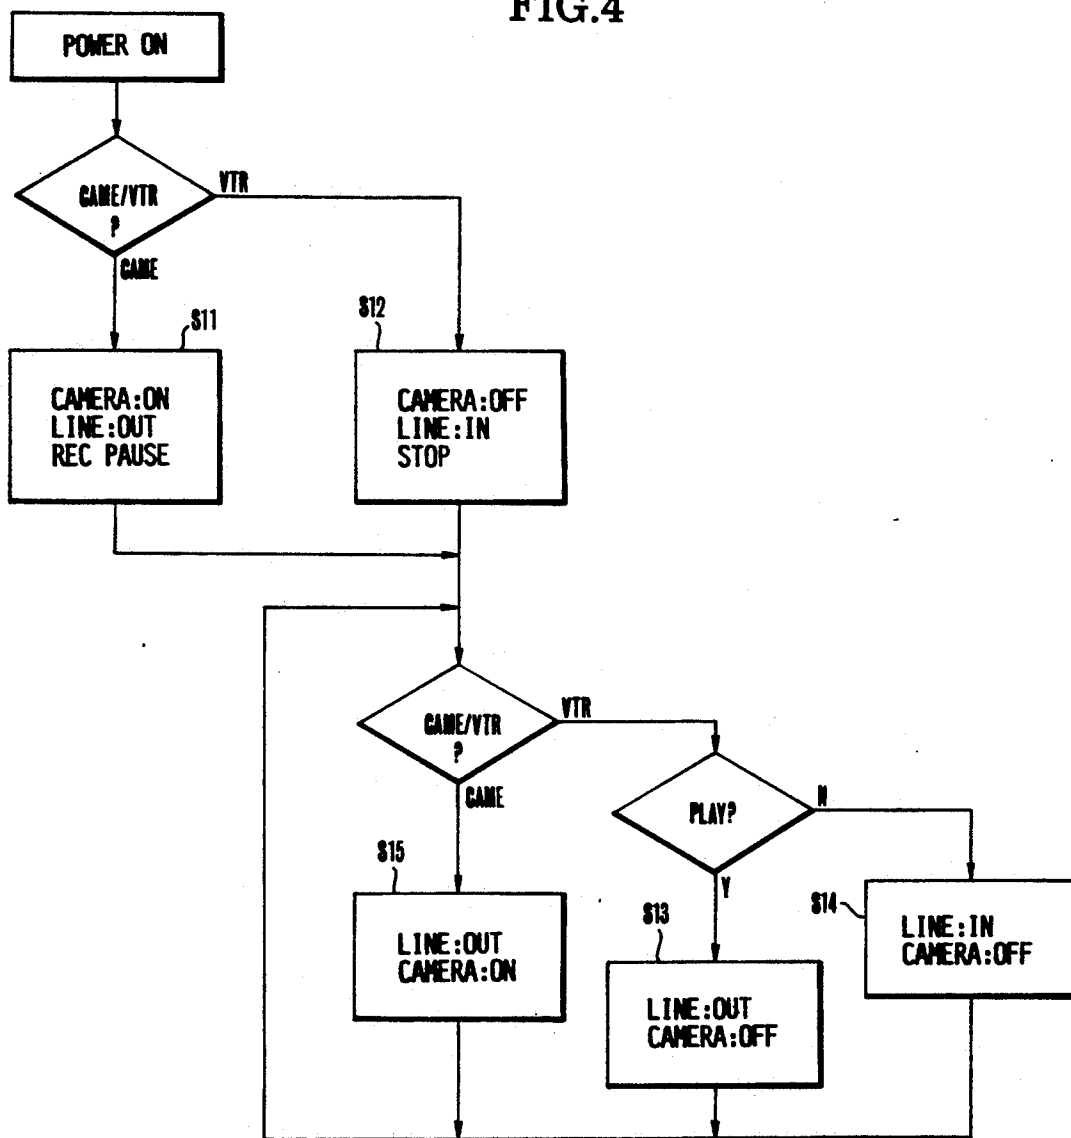 FIG.4
POWER ON
CAME/VTR
?
VTR
CAME
S11
CAMERA:ON
LINE:OUT
REC PAUSE
S12
CAMERA:OFF
LINE:IN
STOP
CAME/VTR
?
VTR
CAME
PLAY?
N
Y
S15
LINE:OUT
CAMERA:ON
S13
LINE:OUT
CAMERA:OFF
S14
LINE:IN
CAMERA:OFF